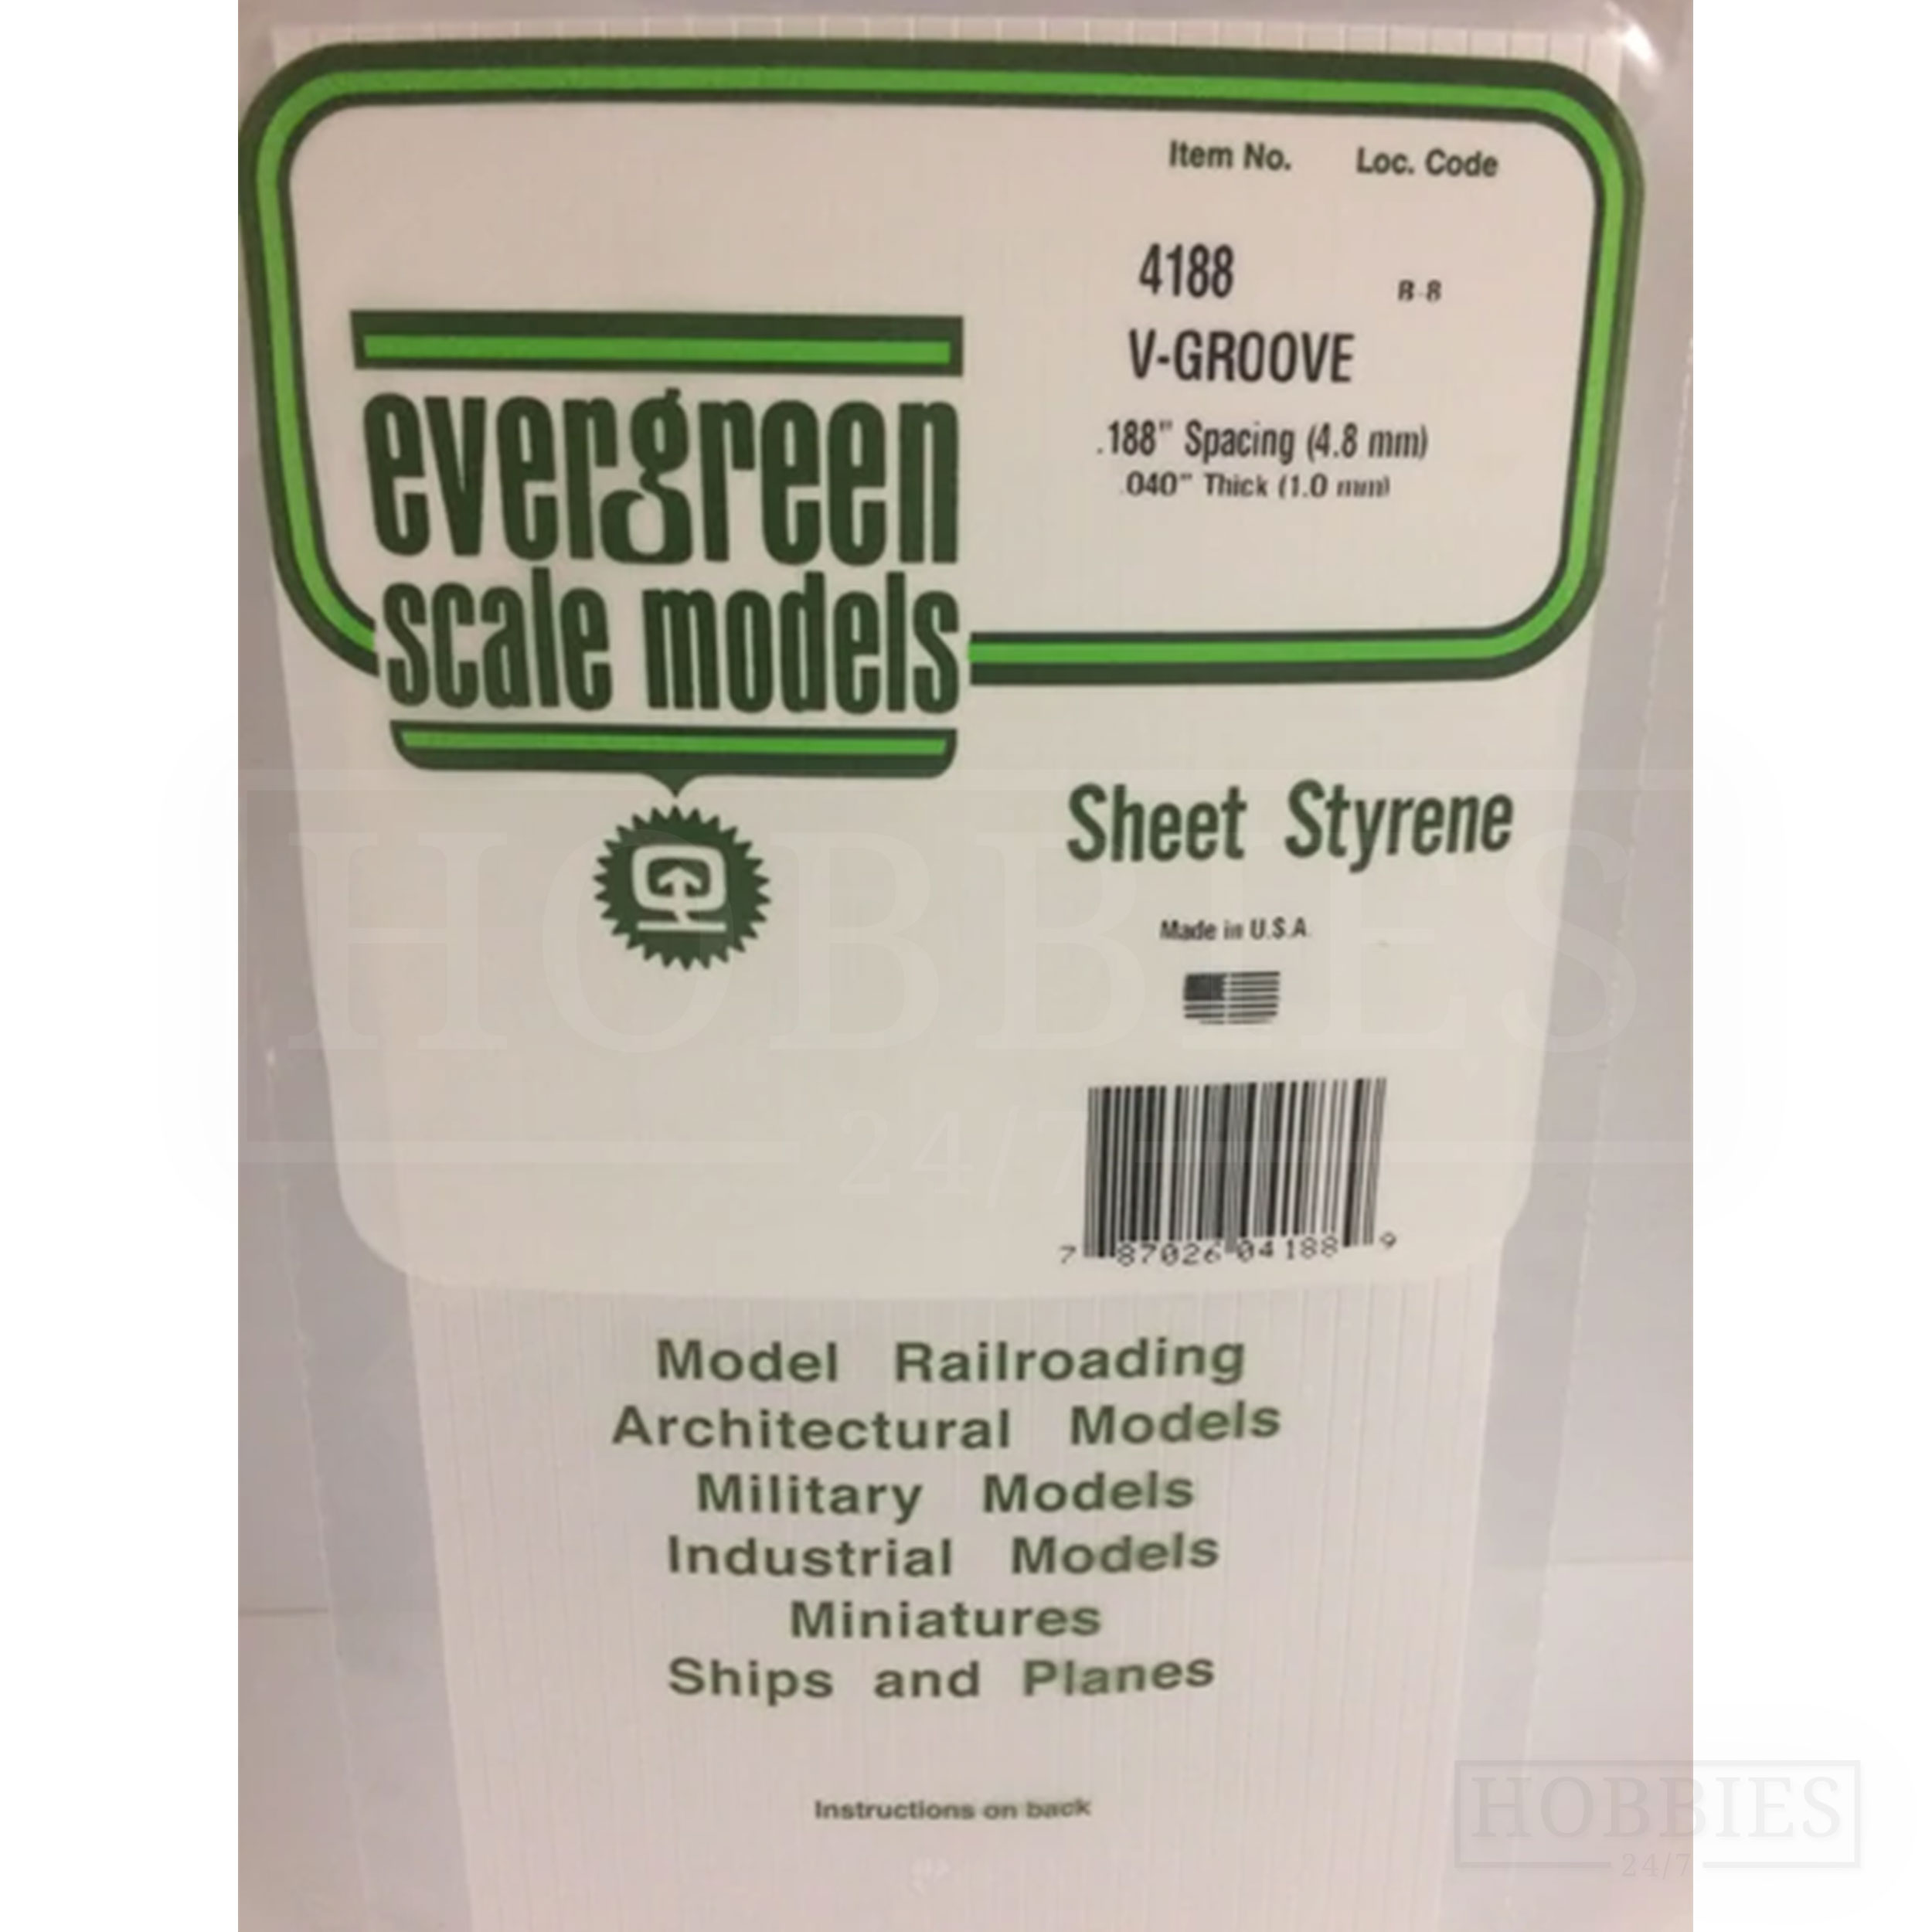 Item No. Loc. Code
4188 B-8
V-GROOVE
.188" Spacing (4.8 mm)
.040" Thick (1.0 mm)
evergreen
scale models
Sheet Styrene
Made in U.S.A.
HOBBIES
24/7
7 87026 04188 9
Model Railroading
Architectural Models
Military Models
Industrial Models
Miniatures
Ships and Planes
Instructions on back
HOBBIES
24/7